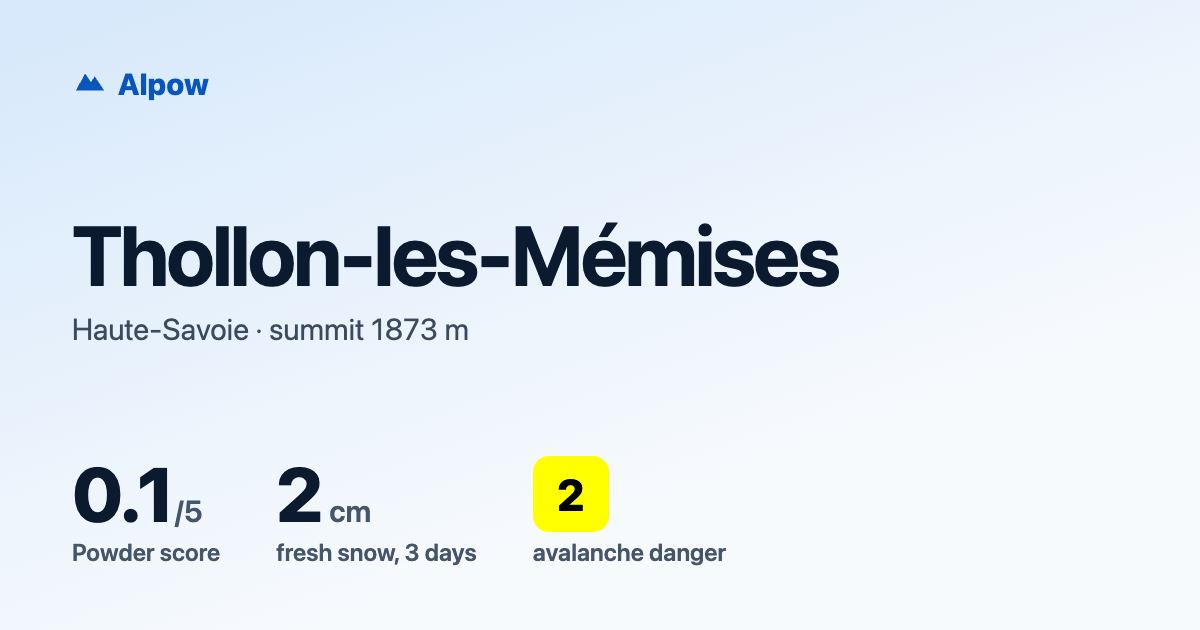 Alpow
Thollon-les-Mémises
Haute-Savoie · summit 1873 m
0.1/5
Powder score
2 cm
fresh snow, 3 days
2
avalanche danger